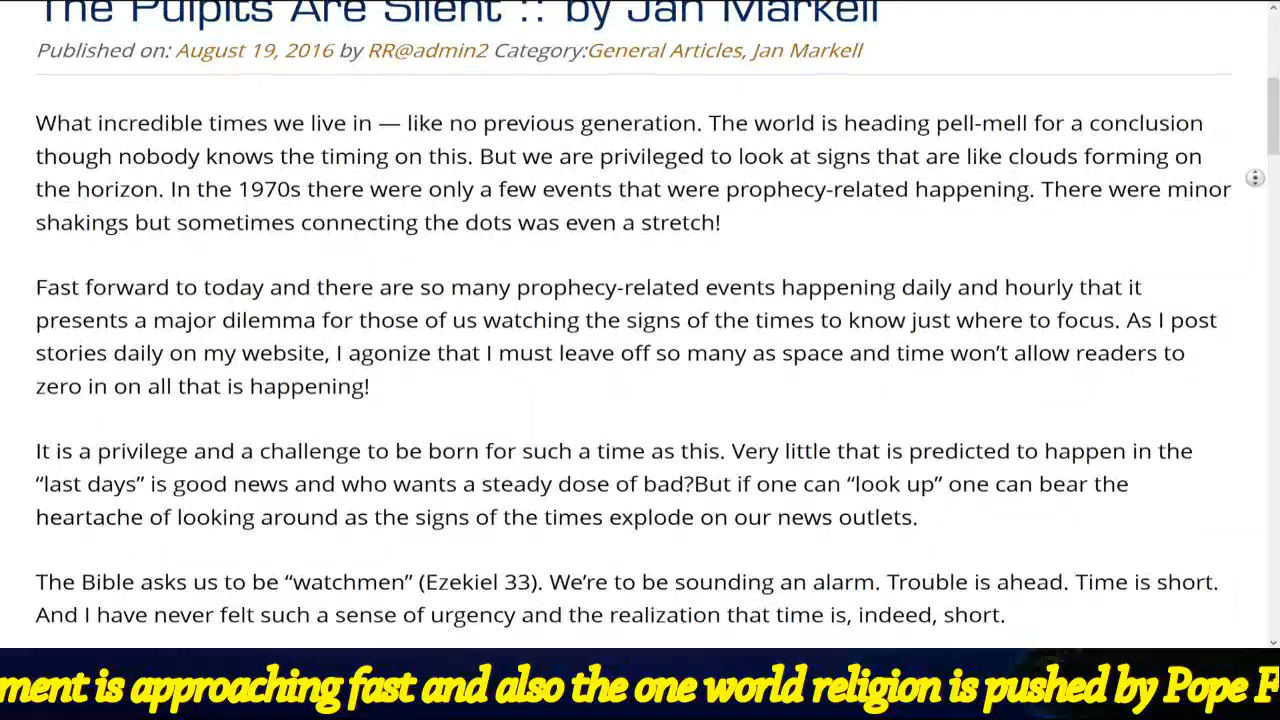 The Pulpits Are Silent :: by Jan Markell
Published on: August 19, 2016 by RR@admin2 Category:General Articles, Jan Markell
What incredible times we live in — like no previous generation. The world is heading pell-mell for a conclusion
though nobody knows the timing on this. But we are privileged to look at signs that are like clouds forming on
the horizon. In the 1970s there were only a few events that were prophecy-related happening. There were minor
shakings but sometimes connecting the dots was even a stretch!
Fast forward to today and there are so many prophecy-related events happening daily and hourly that it
presents a major dilemma for those of us watching the signs of the times to know just where to focus. As I post
stories daily on my website, I agonize that I must leave off so many as space and time won’t allow readers to
zero in on all that is happening!
It is a privilege and a challenge to be born for such a time as this. Very little that is predicted to happen in the
“last days” is good news and who wants a steady dose of bad?But if one can “look up” one can bear the
heartache of looking around as the signs of the times explode on our news outlets.
The Bible asks us to be “watchmen” (Ezekiel 33). We’re to be sounding an alarm. Trouble is ahead. Time is short.
And I have never felt such a sense of urgency and the realization that time is, indeed, short.
ment is approaching fast and also the one world religion is pushed by Pope F